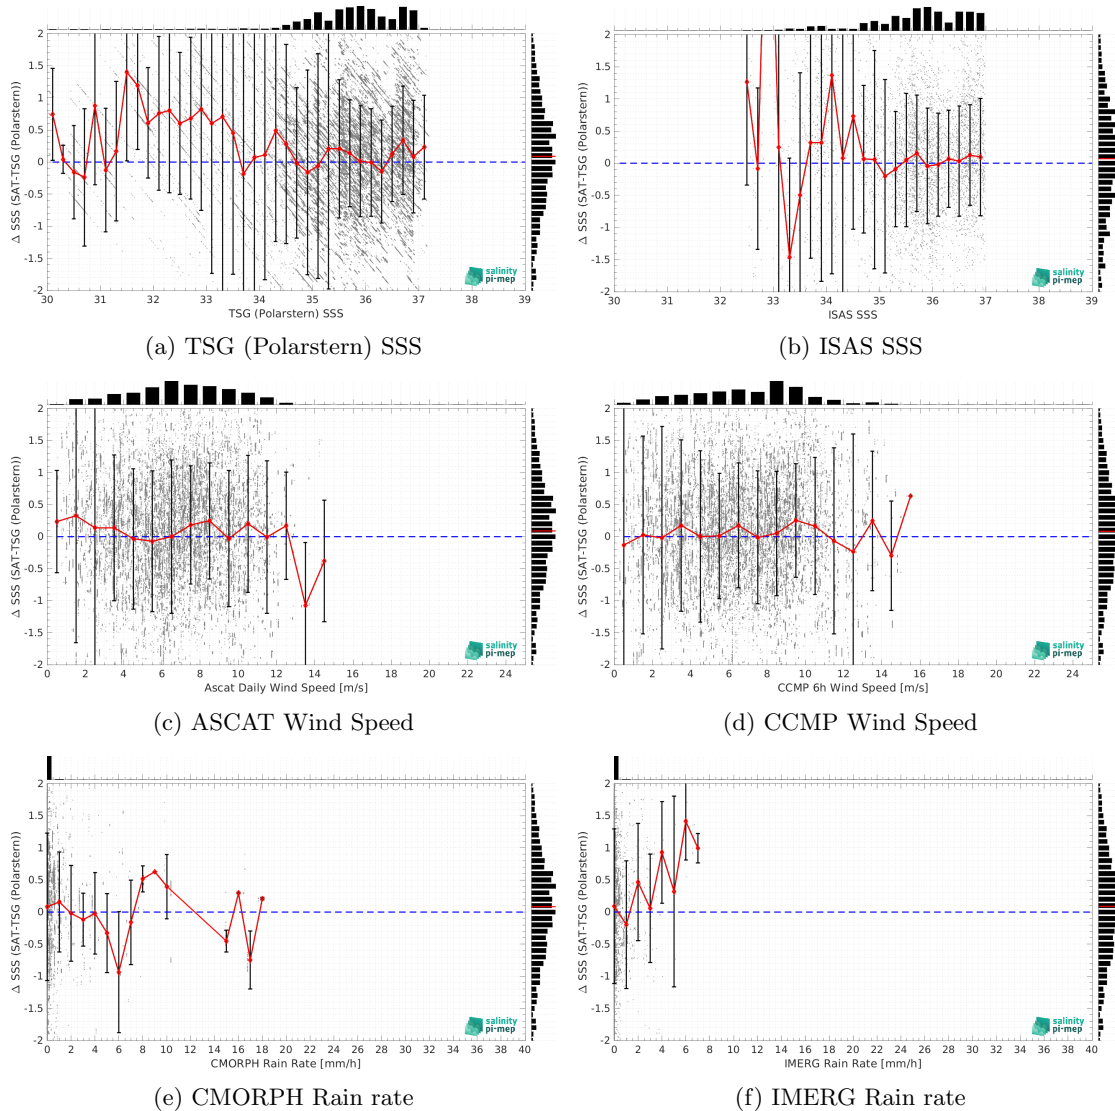 Δ SSS (SAT-TSG (Polarstern))
2
1.5
1
0.5
0
-0.5
-1
-1.5
-2
30 31 32 33 34 35 36 37 38 39
TSG (Polarstern) SSS
salinity
pi-mep
(a) TSG (Polarstern) SSS
Δ SSS (SAT-TSG (Polarstern))
2
1.5
1
0.5
0
-0.5
-1
-1.5
-2
30 31 32 33 34 35 36 37 38 39
ISAS SSS
salinity
pi-mep
(b) ISAS SSS
Δ SSS (SAT-TSG (Polarstern))
2
1.5
1
0.5
0
-0.5
-1
-1.5
-2
0 2 4 6 8 10 12 14 16 18 20 22 24
Ascat Daily Wind Speed [m/s]
salinity
pi-mep
(c) ASCAT Wind Speed
Δ SSS (SAT-TSG (Polarstern))
2
1.5
1
0.5
0
-0.5
-1
-1.5
-2
0 2 4 6 8 10 12 14 16 18 20 22 24
CCMP 6h Wind Speed [m/s]
salinity
pi-mep
(d) CCMP Wind Speed
Δ SSS (SAT-TSG (Polarstern))
2
1.5
1
0.5
0
-0.5
-1
-1.5
-2
0 2 4 6 8 10 12 14 16 18 20 22 24 26 28 30 32 34 36 38 40
CMORPH Rain Rate [mm/h]
salinity
pi-mep
(e) CMORPH Rain rate
Δ SSS (SAT-TSG (Polarstern))
2
1.5
1
0.5
0
-0.5
-1
-1.5
-2
0 2 4 6 8 10 12 14 16 18 20 22 24 26 28 30 32 34 36 38 40
IMERG Rain Rate [mm/h]
salinity
pi-mep
(f) IMERG Rain rate